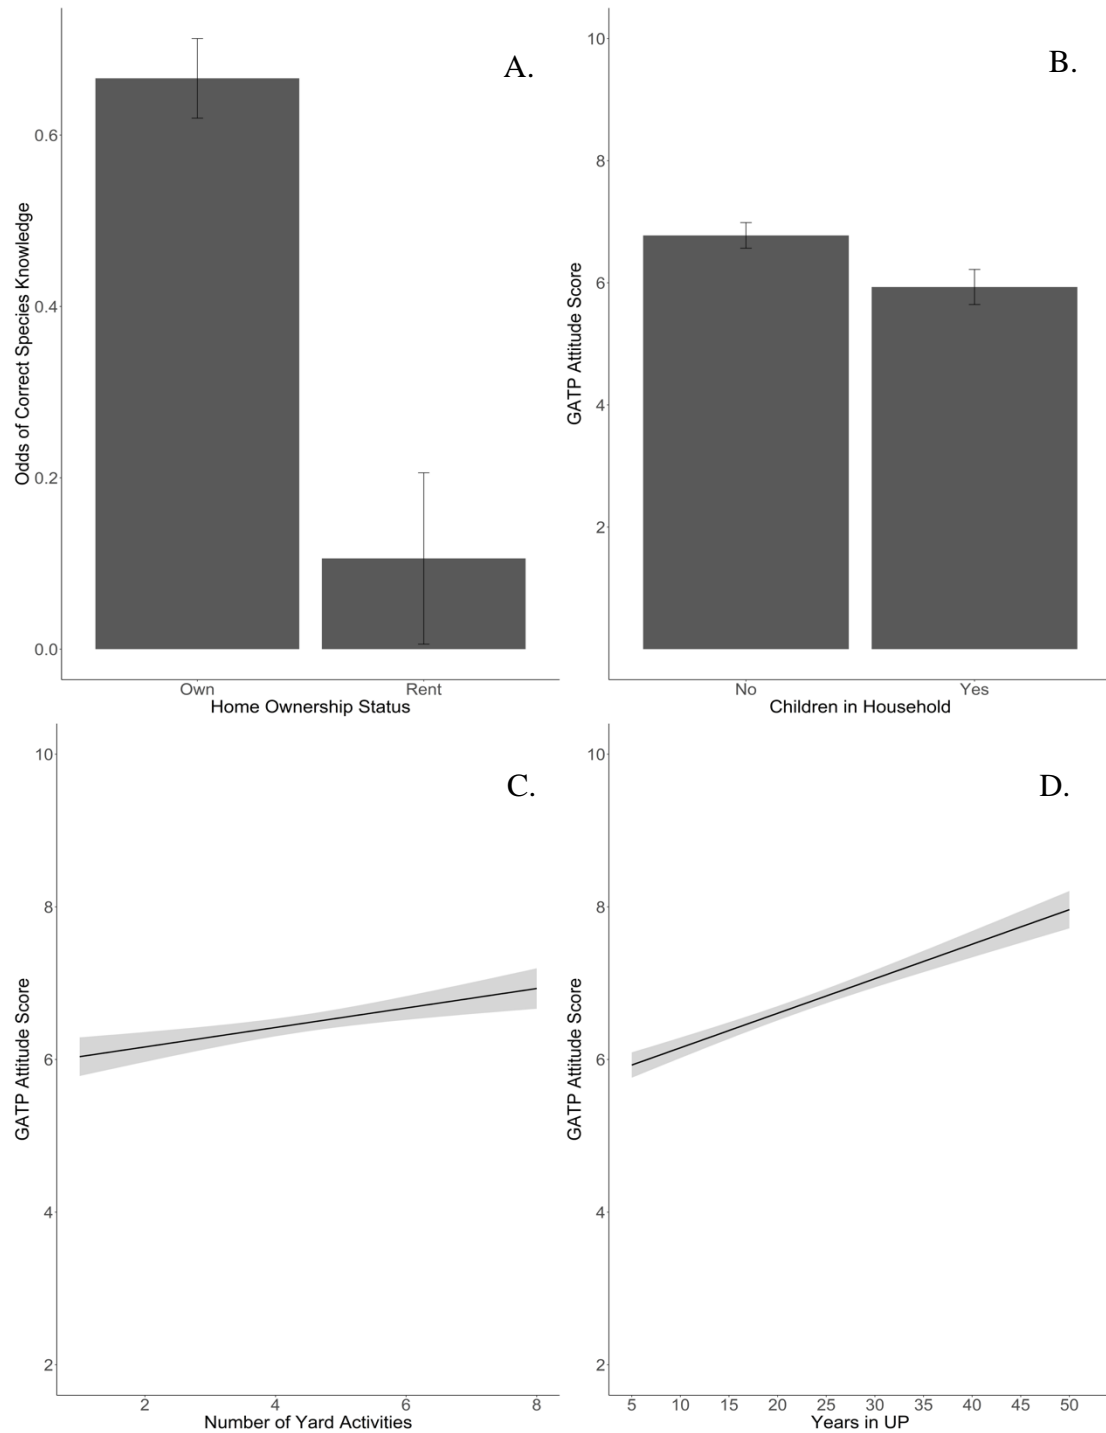 A.
Odds of Correct Species Knowledge
0.6
0.4
0.2
0.0
Own Rent
Home Ownership Status
B.
GATP Attitude Score
10
8
6
4
2
No Yes
Children in Household
C.
GATP Attitude Score
10
8
6
4
2
2 4 6 8
Number of Yard Activities
D.
GATP Attitude Score
10
8
6
4
2
5 10 15 20 25 30 35 40 45 50
Years in UP